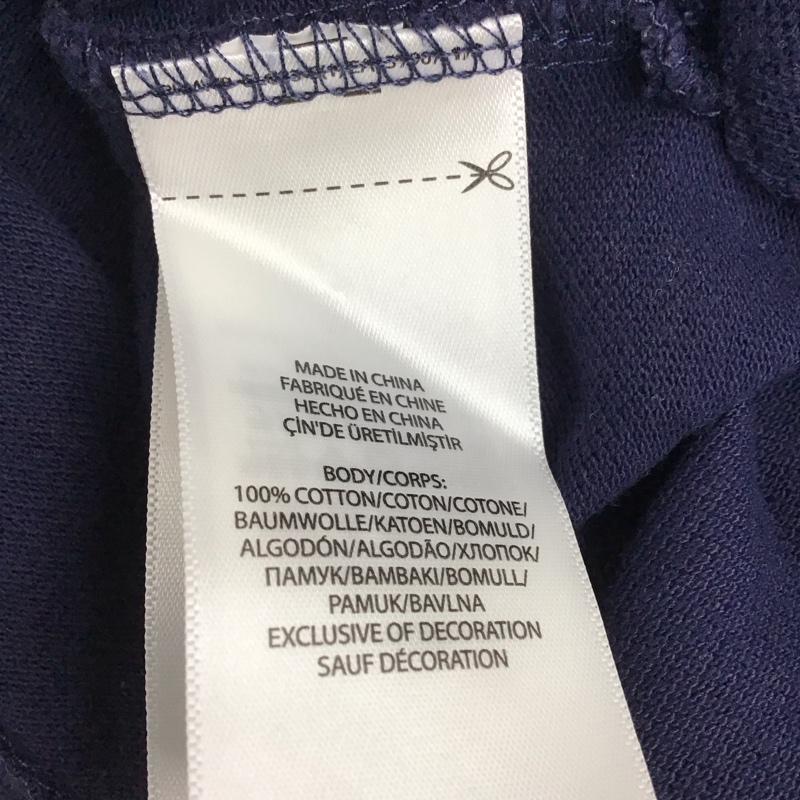 MADE IN CHINA
FABRIQUÉ EN CHINE
HECHO EN CHINA
ÇİN'DE ÜRETİLMİŞTİR
BODY/CORPS:
100% COTTON/COTON/COTONE/
BAUMWOLLE/KATOEN/BOMULD/
ALGODÓN/ALGODÃO/ХЛОПОК/
ПАМУК/BAMBAKI/BOMULL/
PAMUK/BAVLNA
EXCLUSIVE OF DECORATION
SAUF DÉCORATION